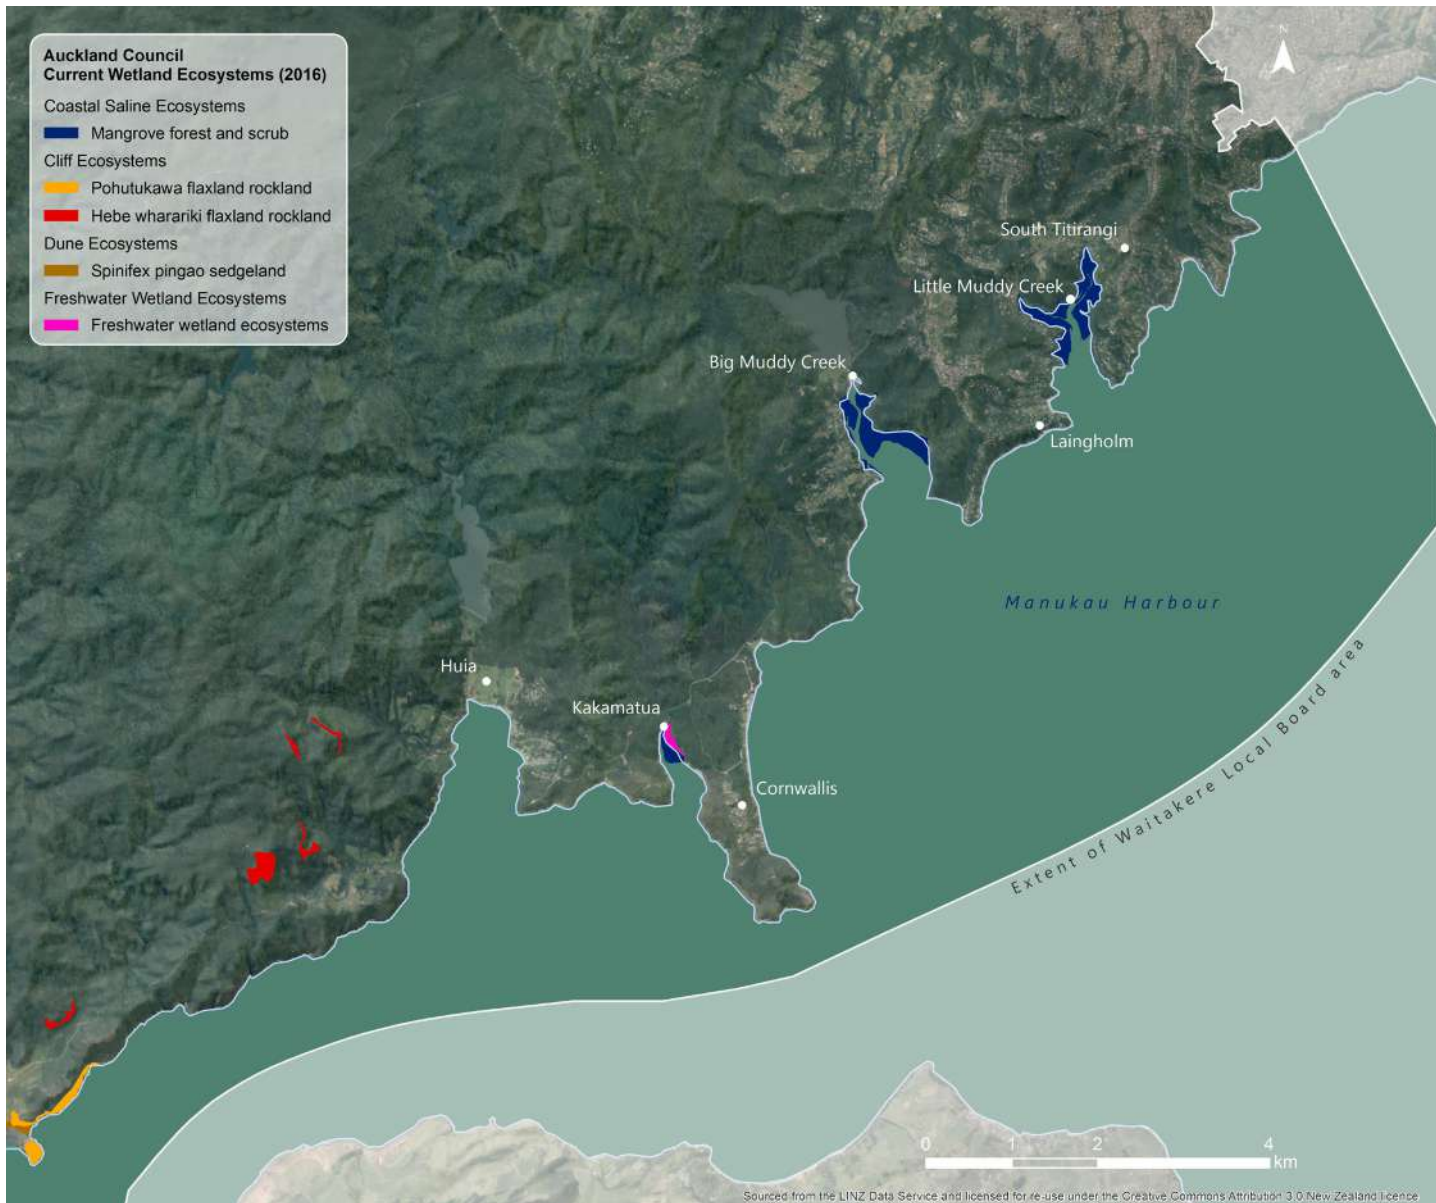 Auckland Council
Current Wetland Ecosystems (2016)
Coastal Saline Ecosystems
Mangrove forest and scrub
Cliff Ecosystems
Pohutukawa flaxland rockland
Hebe wharariki flaxland rockland
Dune Ecosystems
Spinifex pingao sedgeland
Freshwater Wetland Ecosystems
Freshwater wetland ecosystems
N
South Titirangi
Little Muddy Creek
Big Muddy Creek
Laingholm
Manukau Harbour
Huia
Kakamatua
Cornwallis
Extent of Waitakere Local Board area
0 1 2 4
km
Sourced from the LINZ Data Service and licensed for re-use under the Creative Commons Attribution 3.0 New Zealand licence